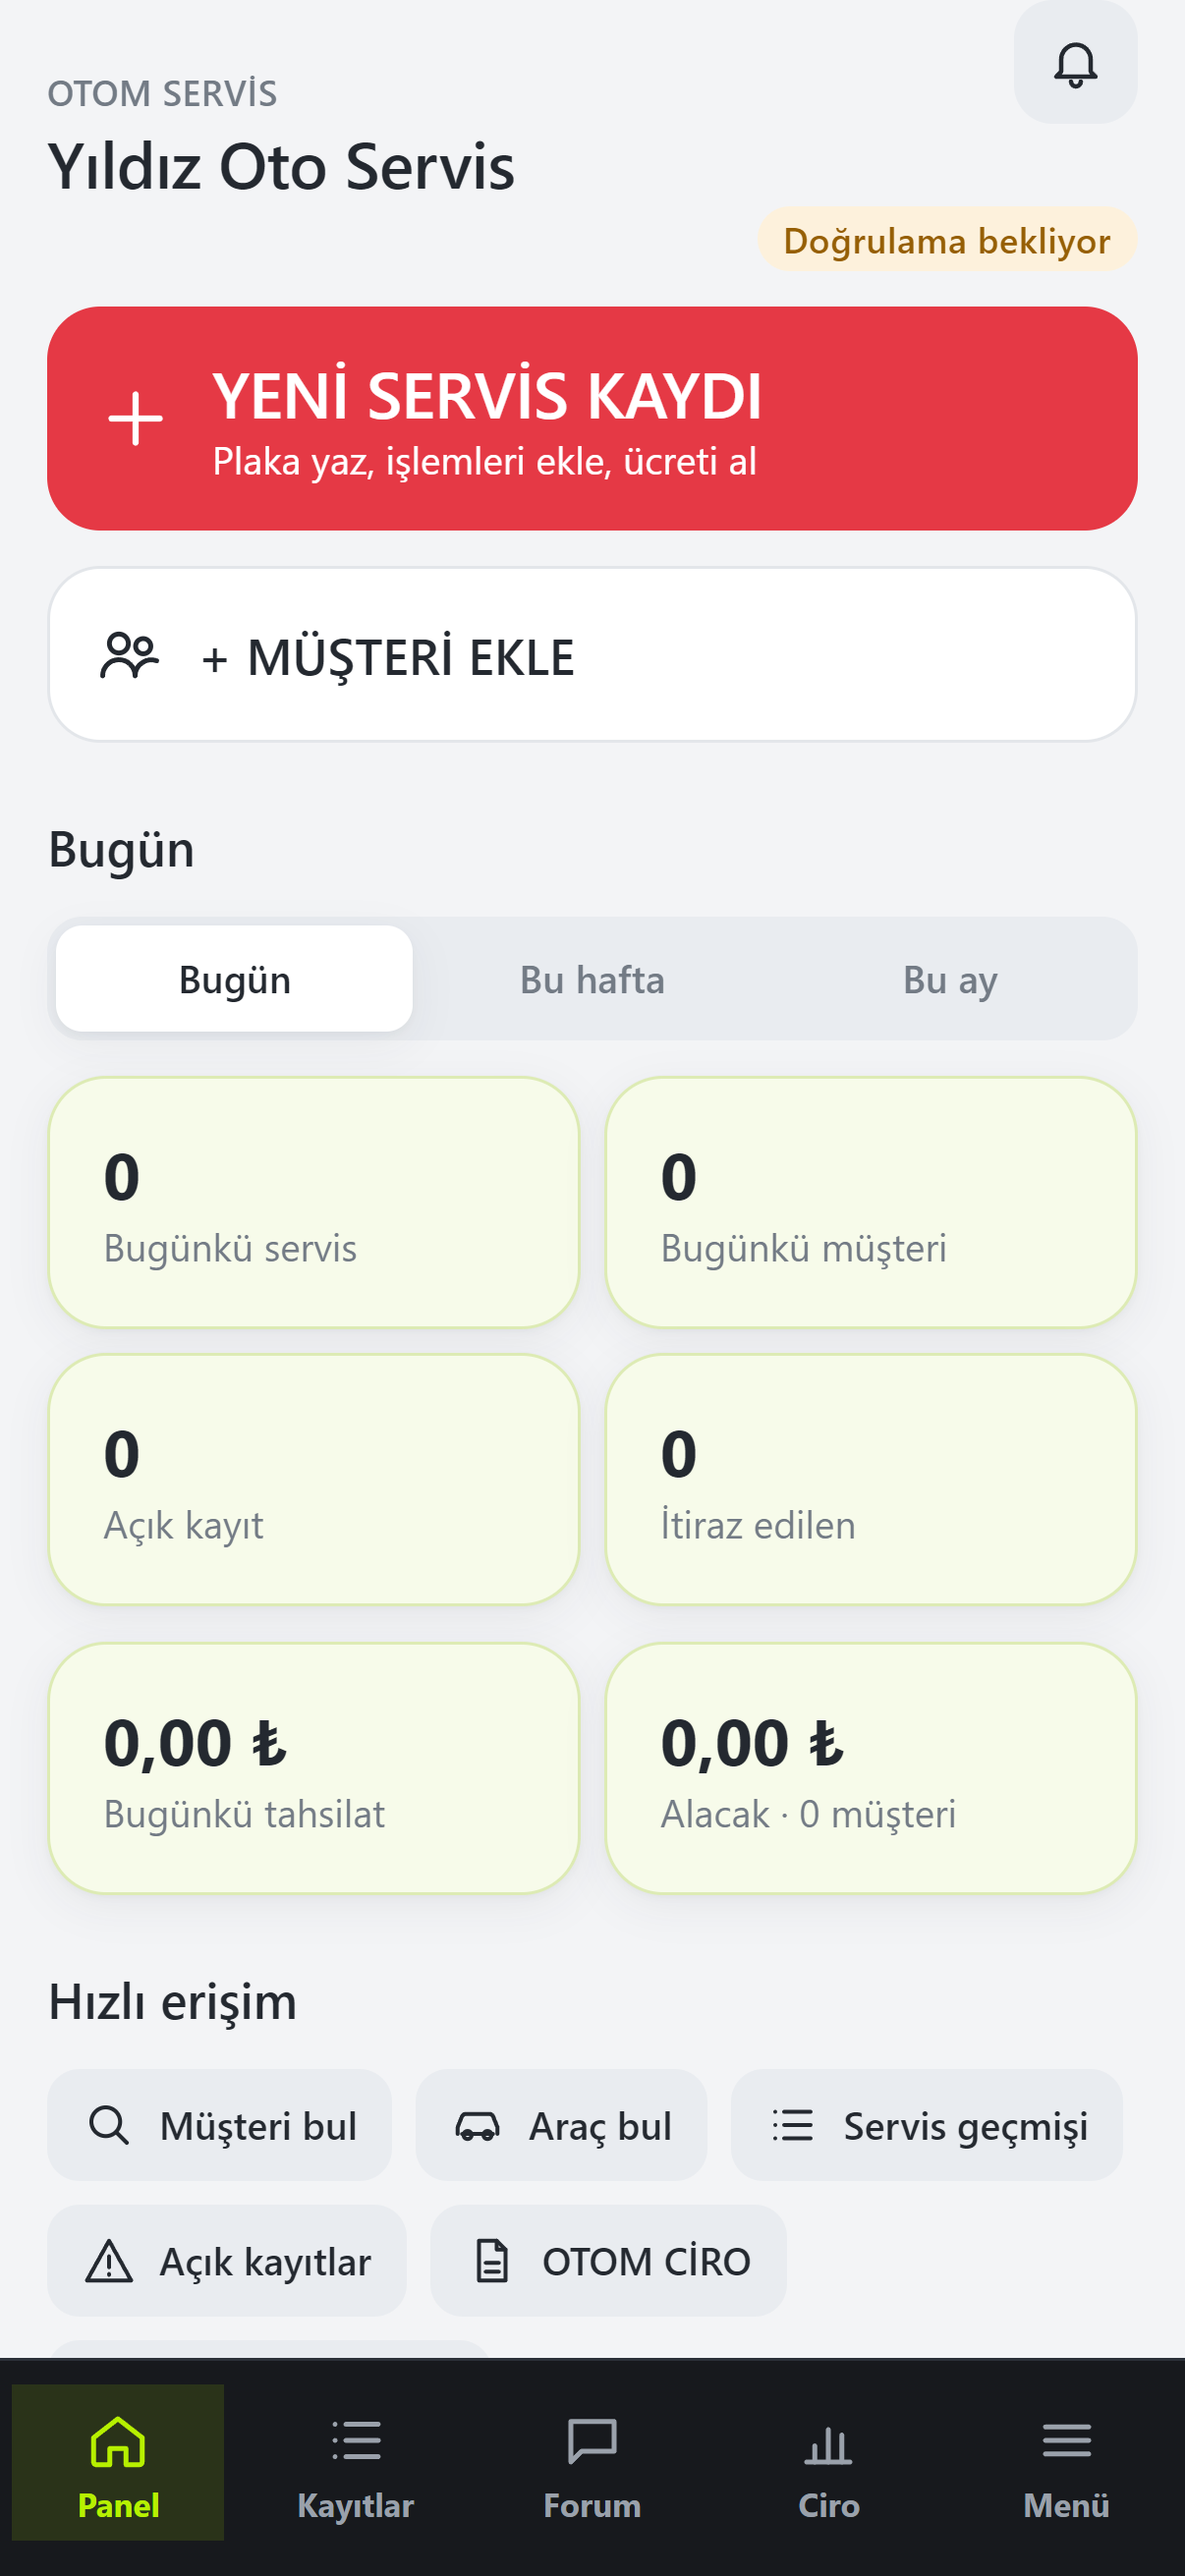 OTOM SERVİS
Yıldız Oto Servis
Doğrulama bekliyor
YENİ SERVİS KAYDI
Plaka yaz, işlemleri ekle, ücreti al
+ MÜŞTERİ EKLE
Bugün
Bugün Bu hafta Bu ay
0 0
Bugünkü servis Bugünkü müşteri
0 0
Açık kayıt İtiraz edilen
0,00 ₺ 0,00 ₺
Bugünkü tahsilat Alacak · 0 müşteri
Hızlı erişim
Müşteri bul Araç bul Servis geçmişi
Açık kayıtlar OTOM CİRO
Panel Kayıtlar Forum Ciro Menü